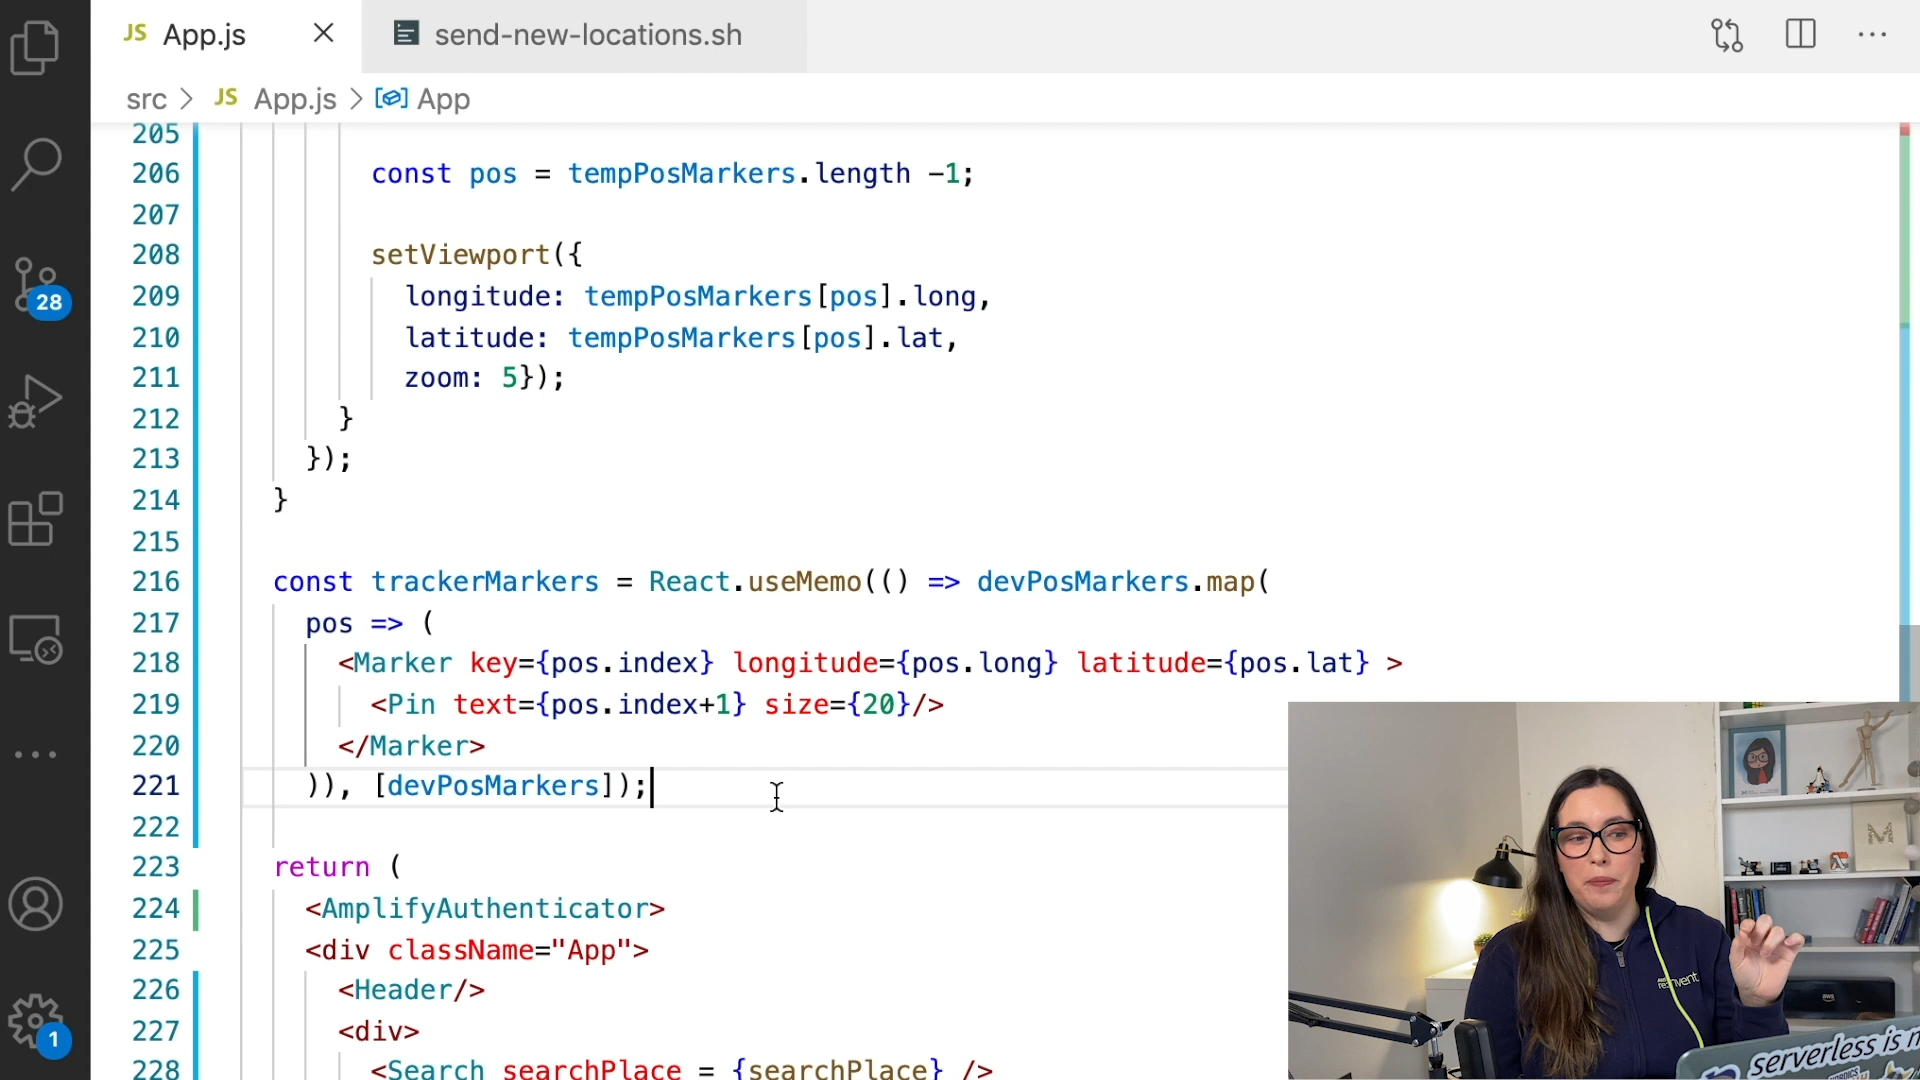 JS App.js
send-new-locations.sh
src > JS App.js > App
205
206 const pos = tempPosMarkers.length -1;
207
208 setViewport({
209 longitude: tempPosMarkers[pos].long,
210 latitude: tempPosMarkers[pos].lat,
211 zoom: 5});
212 }
213 });
214 }
215
216 const trackerMarkers = React.useMemo(() => devPosMarkers.map(
217 pos => (
218 <Marker key={pos.index} longitude={pos.long} latitude={pos.lat} >
219 <Pin text={pos.index+1} size={20}/>
220 </Marker>
221 )), [devPosMarkers]);
222
223 return (
224 <AmplifyAuthenticator>
225 <div className="App">
226 <Header/>
227 <div>
228 <Search searchPlace = {searchPlace} />
28
1
M
aws
re:Invent
serverless is